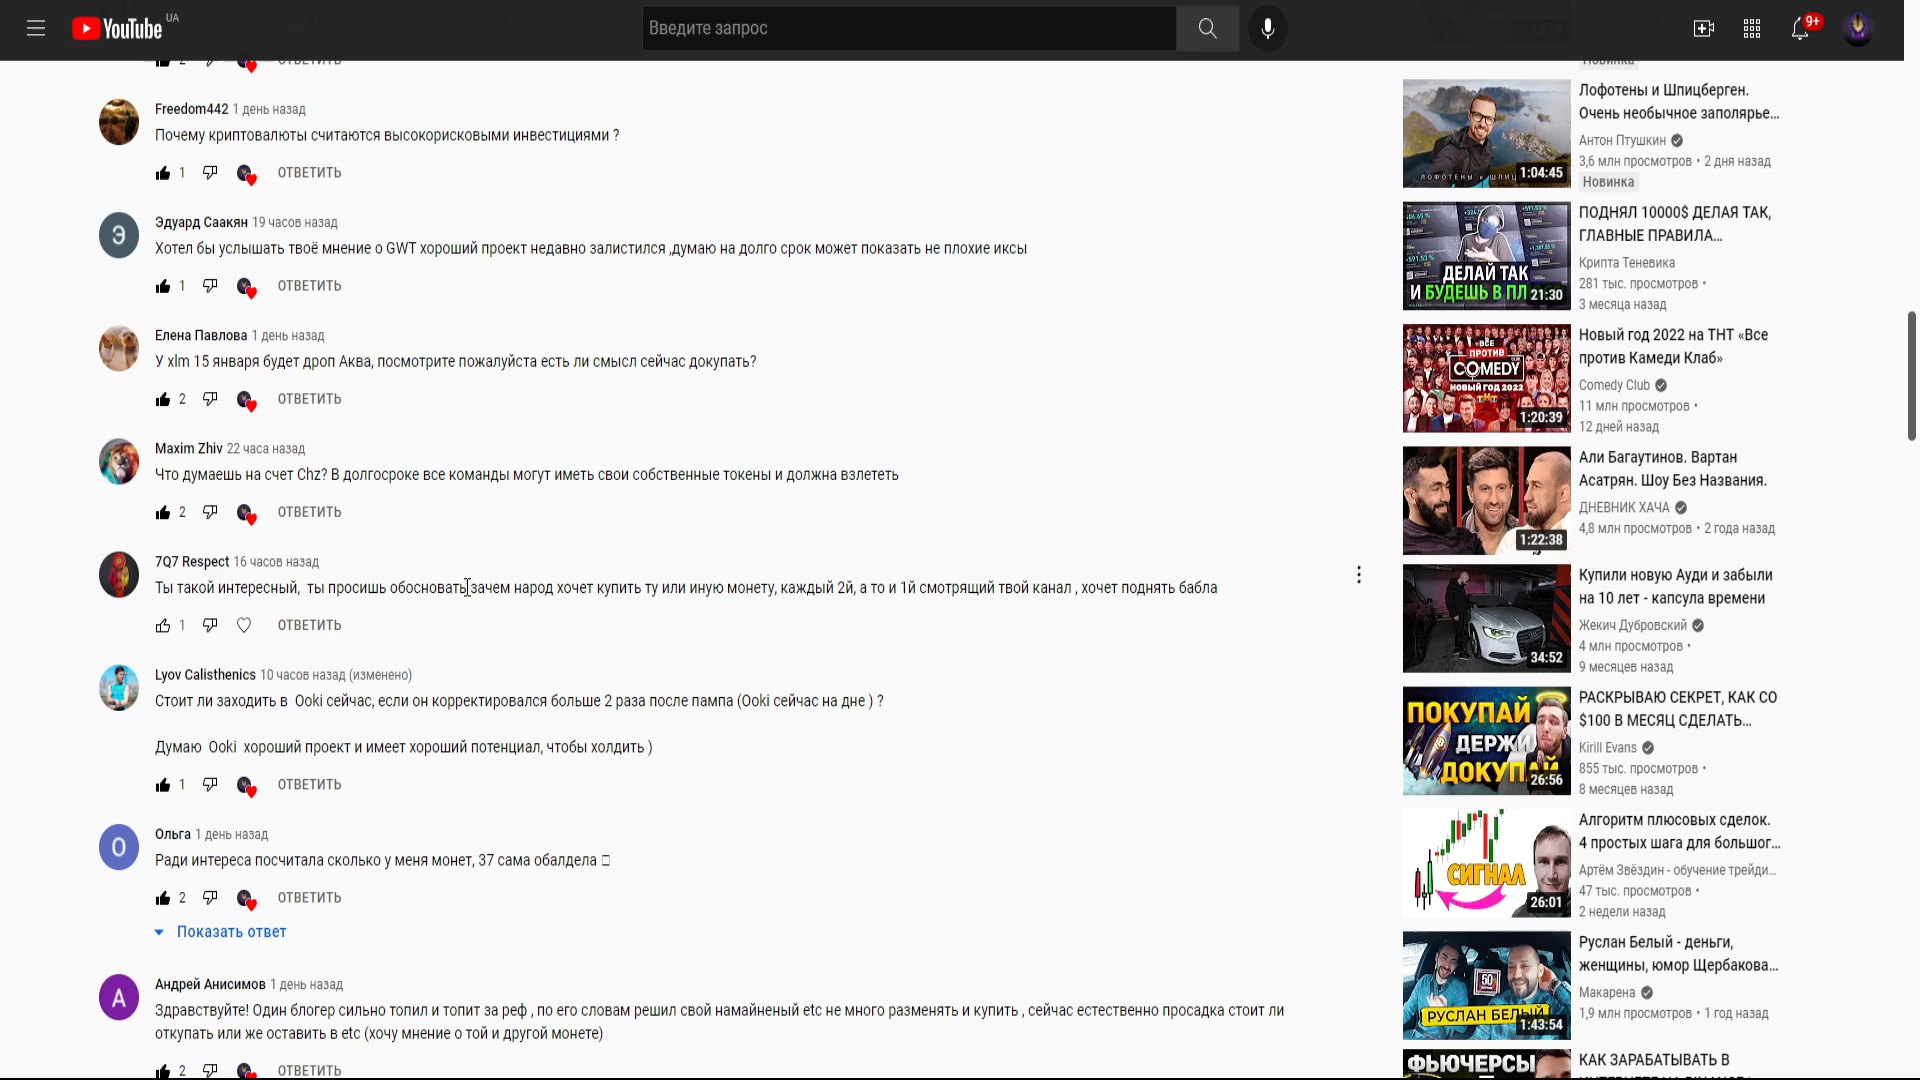 YouTube UA
Введите запрос
9+
2 ОТВЕТИТЬ
Freedom442 1 день назад
Почему криптовалюты считаются высокорисковыми инвестициями ?
1 ОТВЕТИТЬ
Э
Эдуард Саакян 19 часов назад
Хотел бы услышать твоё мнение о GWT хороший проект недавно залистился ,думаю на долго срок может показать не плохие иксы
1 ОТВЕТИТЬ
Елена Павлова 1 день назад
У xlm 15 января будет дроп Аква, посмотрите пожалуйста есть ли смысл сейчас докупать?
2 ОТВЕТИТЬ
Maxim Zhiv 22 часа назад
Что думаешь на счет Chz? В долгосроке все команды могут иметь свои собственные токены и должна взлететь
2 ОТВЕТИТЬ
7Q7 Respect 16 часов назад
Ты такой интересный, ты просишь обосновать зачем народ хочет купить ту или иную монету, каждый 2й, а то и 1й смотрящий твой канал , хочет поднять бабла
1 ОТВЕТИТЬ
Lyov Calisthenics 10 часов назад (изменено)
Стоит ли заходить в Ooki сейчас, если он корректировался больше 2 раза после пампа (Ooki сейчас на дне ) ?
Думаю Ooki хороший проект и имеет хороший потенциал, чтобы холдить )
1 ОТВЕТИТЬ
О
Ольга 1 день назад
Ради интереса посчитала сколько у меня монет, 37 сама обалдела
2 ОТВЕТИТЬ
Показать ответ
А
Андрей Анисимов 1 день назад
Здравствуйте! Один блогер сильно топил и топит за реф , по его словам решил свой намайненый etc не много разменять и купить , сейчас естественно просадка стоит ли
откупать или же оставить в etc (хочу мнение о той и другой монете)
2 ОТВЕТИТЬ
Новинка
1:04:45
Лофотены и Шпицберген.
Очень необычное заполярье...
Антон Птушкин
3,6 млн просмотров • 2 дня назад
Новинка
ДЕЛАЙ ТАК
И БУДЕШЬ В ПЛ
21:30
ПОДНЯЛ 10000$ ДЕЛАЯ ТАК,
ГЛАВНЫЕ ПРАВИЛА...
Крипта Теневика
281 тыс. просмотров •
3 месяца назад
ВСЕ
ПРОТИВ
COMEDY
НОВЫЙ ГОД 2022
ТНТ
1:20:39
Новый год 2022 на ТНТ «Все
против Камеди Клаб»
Comedy Club
11 млн просмотров •
12 дней назад
1:22:38
Али Багаутинов. Вартан
Асатрян. Шоу Без Названия.
ДНЕВНИК ХАЧА
4,8 млн просмотров • 2 года назад
34:52
Купили новую Ауди и забыли
на 10 лет - капсула времени
Жекич Дубровский
4 млн просмотров •
9 месяцев назад
ПОКУПАЙ
ДЕРЖИ
ДОКУПАЙ
26:56
РАСКРЫВАЮ СЕКРЕТ, КАК СО
$100 В МЕСЯЦ СДЕЛАТЬ...
Kirill Evans
855 тыс. просмотров •
8 месяцев назад
СИГНАЛ
26:01
Алгоритм плюсовых сделок.
4 простых шага для большог...
Артём Звёздин - обучение трейди...
47 тыс. просмотров •
2 недели назад
50
РУСЛАН БЕЛЫЙ
1:43:54
Руслан Белый - деньги,
женщины, юмор Щербакова...
Макарена
1,9 млн просмотров • 1 год назад
ФЬЮЧЕРСЫ
КАК ЗАРАБАТЫВАТЬ В